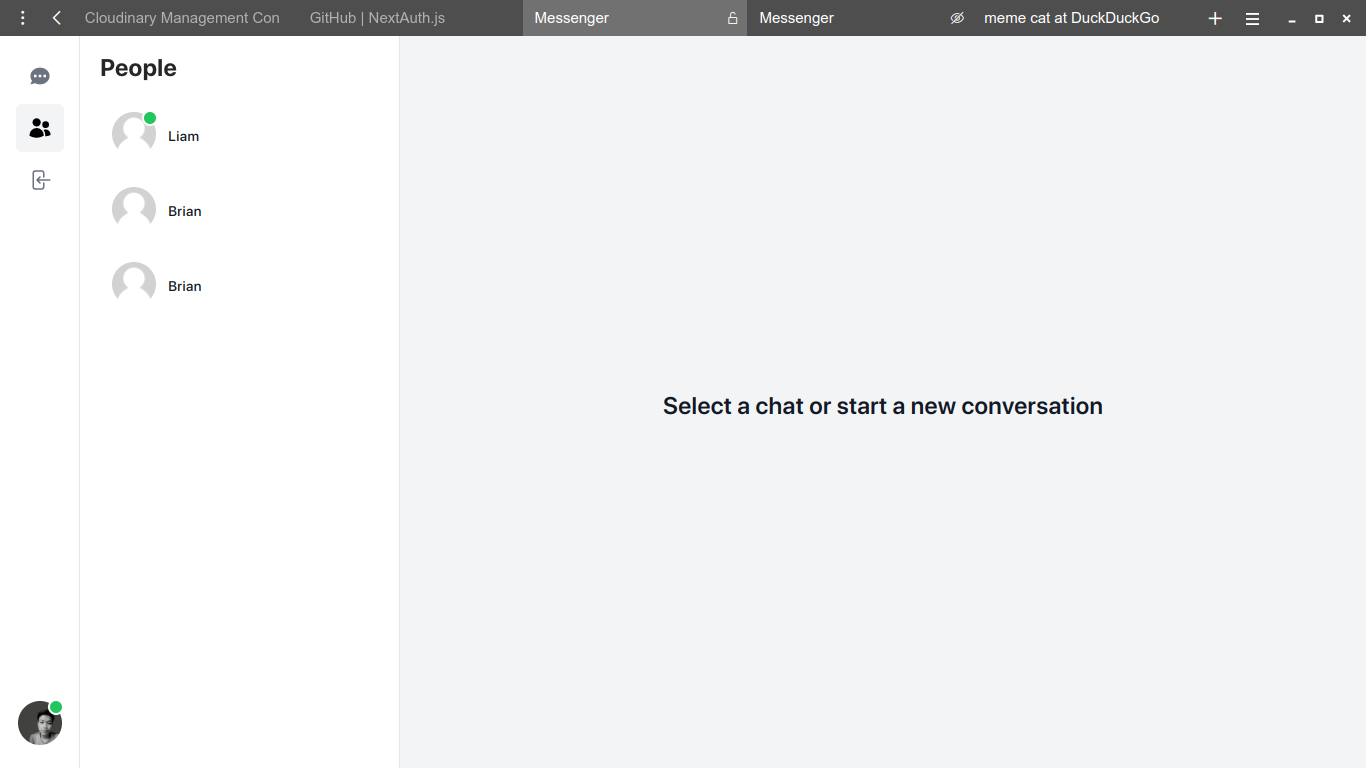 Cloudinary Management Con
GitHub | NextAuth.js
Messenger
Messenger
meme cat at DuckDuckGo
People
Liam
Brian
Brian
Select a chat or start a new conversation